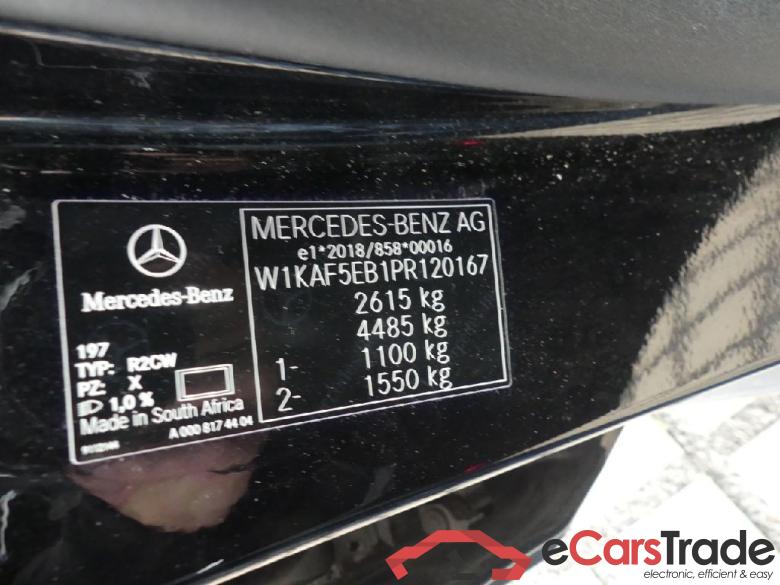 MERCEDES-BENZ AG
e1*2018/858*00016
W1KAF5EB1PR120167
2615 kg
4485 kg
1- 1100 kg
2- 1550 kg
Mercedes-Benz
197
TYP: R2CW
PZ: X
1,0 %
Made in South Africa
A 000 817 44 04
eCarsTrade
electronic, efficient & easy